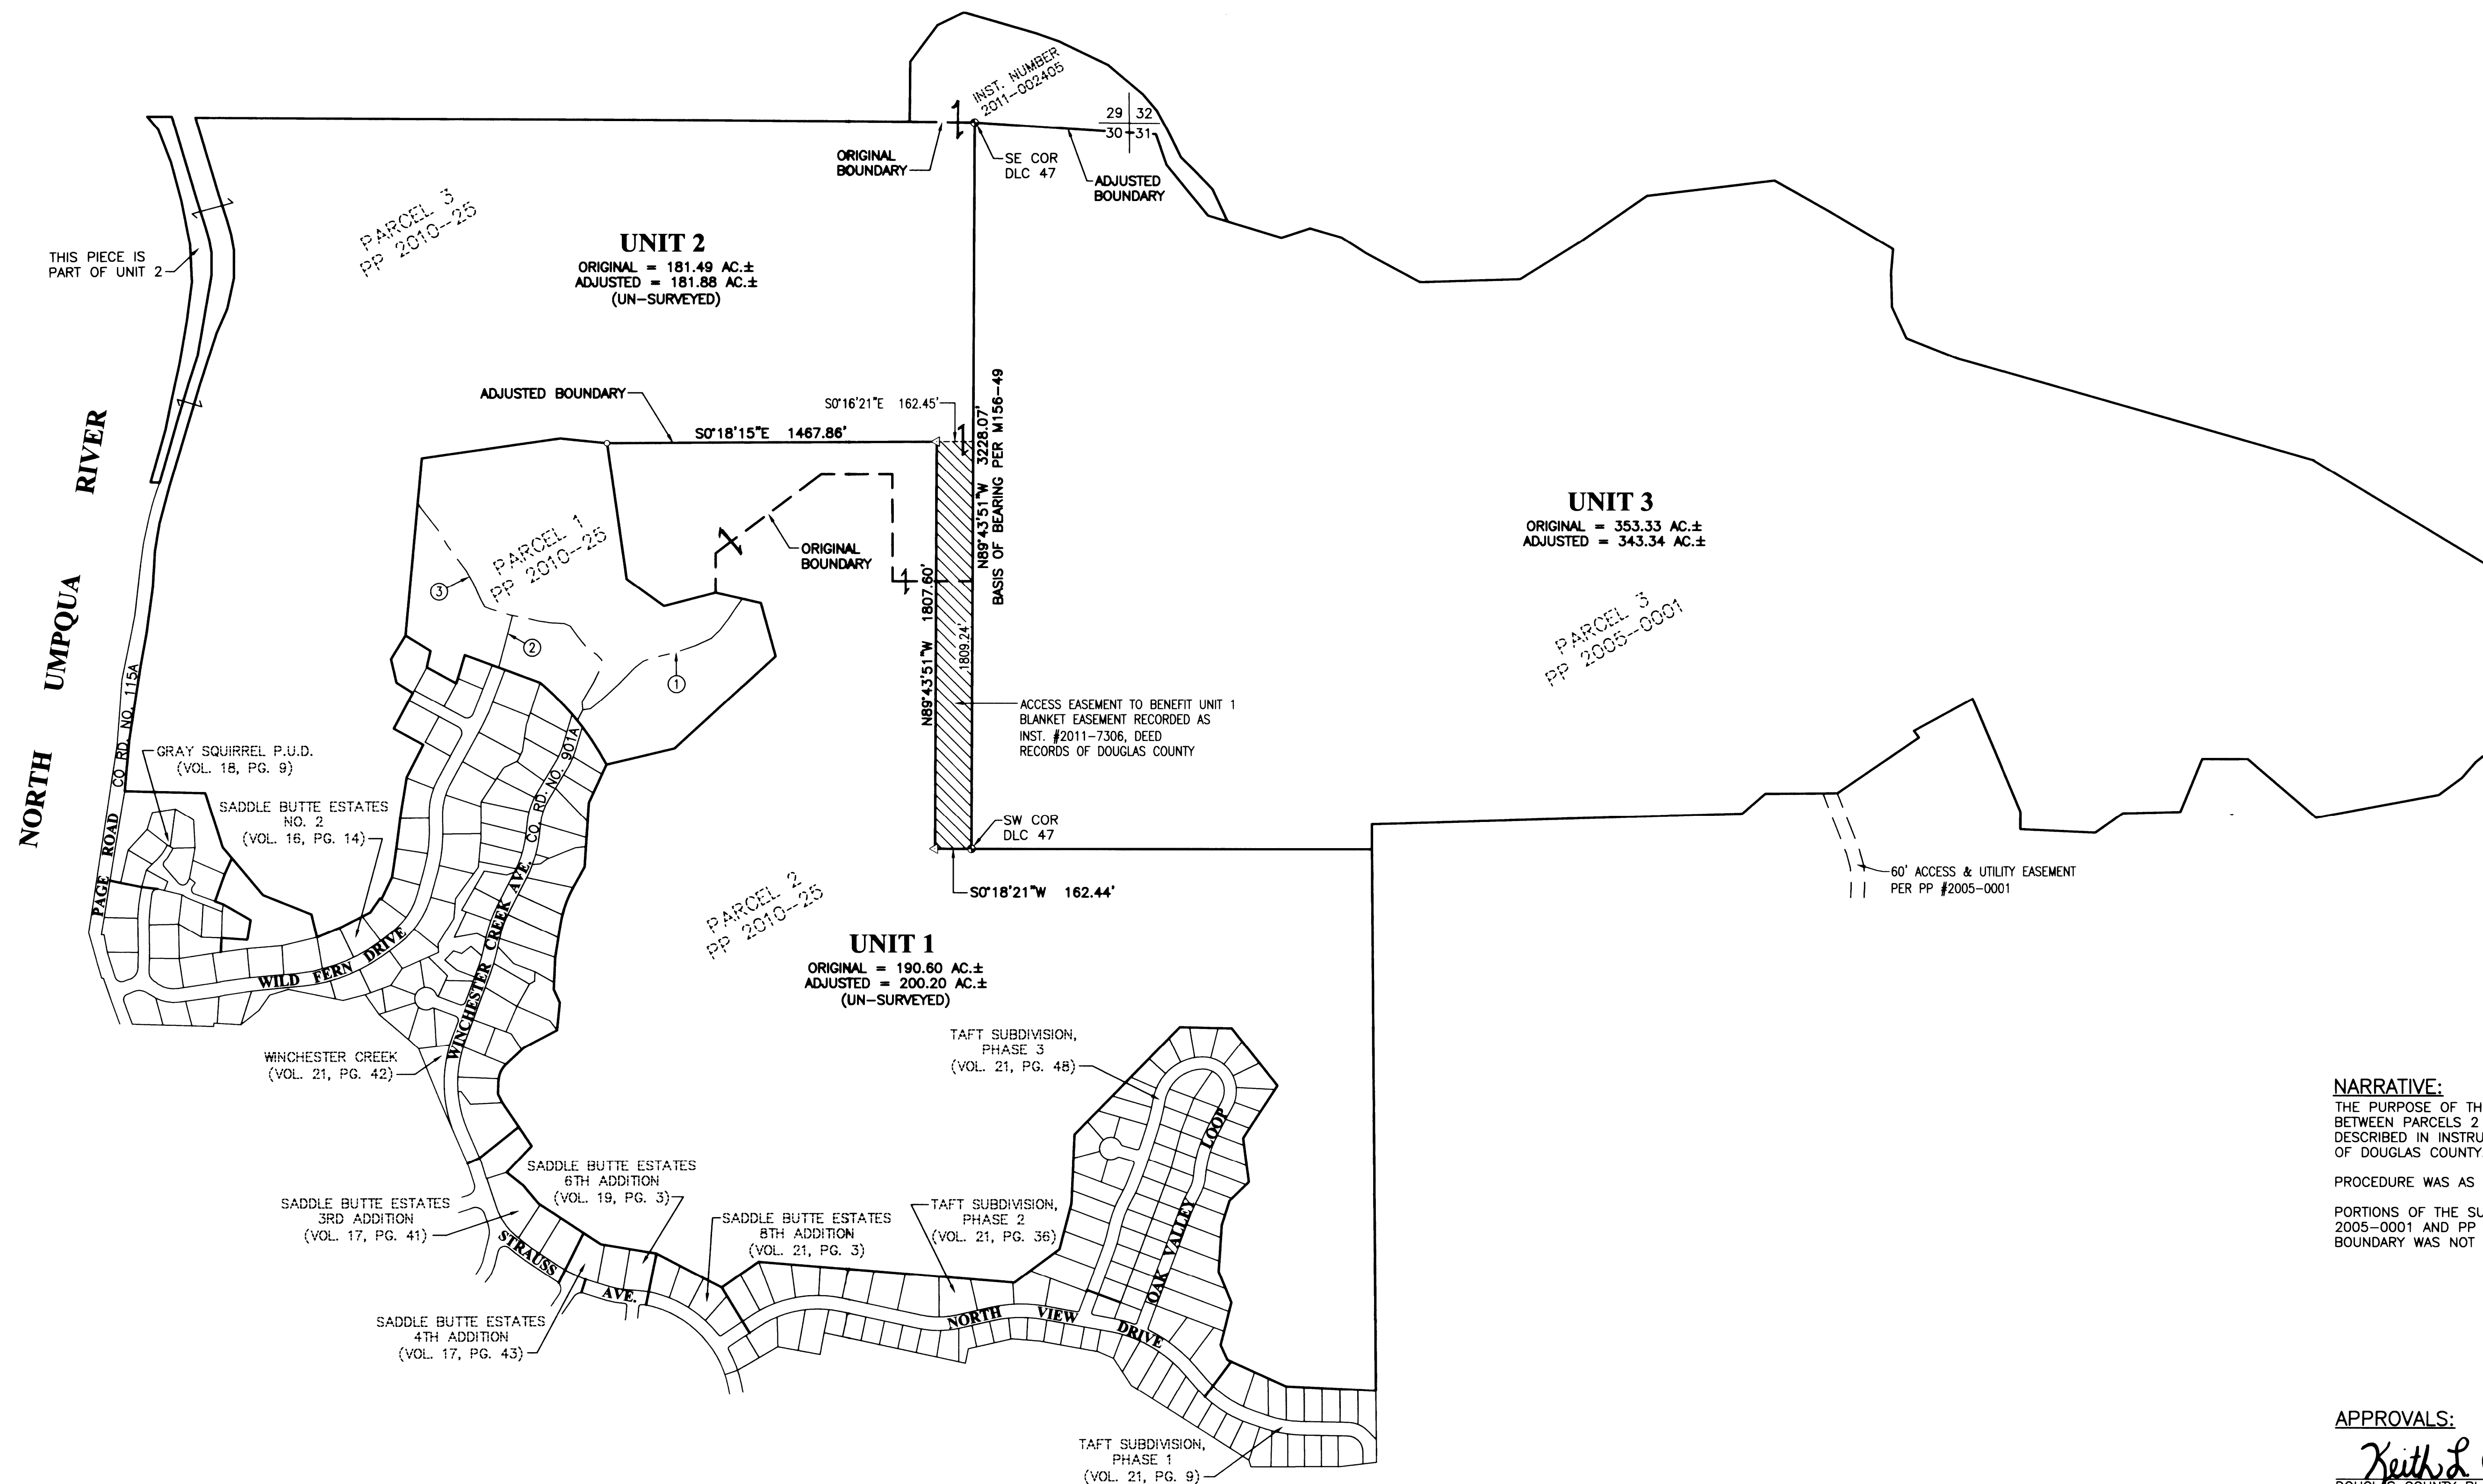 INST. NUMBER
2011-002405
29 32
30 31
ORIGINAL
BOUNDARY
SE COR
DLC 47
ADJUSTED
BOUNDARY
PARCEL 3
PP 2010-25
UNIT 2
ORIGINAL = 181.49 AC.±
ADJUSTED = 181.88 AC.±
(UN-SURVEYED)
THIS PIECE IS
PART OF UNIT 2
NORTH UMPQUA RIVER
ADJUSTED BOUNDARY
S0°16'21"E 162.45'
S0°18'15"E 1467.86'
N89°43'51"W 3228.07'
BASIS OF BEARING PER M156-49
UNIT 3
ORIGINAL = 353.33 AC.±
ADJUSTED = 343.34 AC.±
PARCEL 3
PP 2005-0001
PARCEL 1
PP 2010-25
ORIGINAL
BOUNDARY
3
2
1
N89°43'51"W 1807.60'
1809.24'
ACCESS EASEMENT TO BENEFIT UNIT 1
BLANKET EASEMENT RECORDED AS
INST. #2011-7306, DEED
RECORDS OF DOUGLAS COUNTY
PAGE ROAD CO RD. NO. 115A
GRAY SQUIRREL P.U.D.
(VOL. 18, PG. 9)
SADDLE BUTTE ESTATES
NO. 2
(VOL. 16, PG. 14)
WINCHESTER CREEK AVE. CO. RD. NO. 901A
WILD FERN DRIVE
SW COR
DLC 47
S0°18'21"W 162.44'
60' ACCESS & UTILITY EASEMENT
PER PP #2005-0001
PARCEL 2
PP 2010-25
UNIT 1
ORIGINAL = 190.60 AC.±
ADJUSTED = 200.20 AC.±
(UN-SURVEYED)
WINCHESTER CREEK
(VOL. 21, PG. 42)
TAFT SUBDIVISION,
PHASE 3
(VOL. 21, PG. 48)
OAK VALLEY LOOP
SADDLE BUTTE ESTATES
3RD ADDITION
(VOL. 17, PG. 41)
SADDLE BUTTE ESTATES
6TH ADDITION
(VOL. 19, PG. 3)
SADDLE BUTTE ESTATES
8TH ADDITION
(VOL. 21, PG. 3)
TAFT SUBDIVISION,
PHASE 2
(VOL. 21, PG. 36)
STRAUSS AVE.
SADDLE BUTTE ESTATES
4TH ADDITION
(VOL. 17, PG. 43)
NORTH VIEW DRIVE
TAFT SUBDIVISION,
PHASE 1
(VOL. 21, PG. 9)
NARRATIVE:
THE PURPOSE OF TH
BETWEEN PARCELS 2
DESCRIBED IN INSTRU
OF DOUGLAS COUNTY
PROCEDURE WAS AS
PORTIONS OF THE SU
2005-0001 AND PP
BOUNDARY WAS NOT
APPROVALS:
Keith L